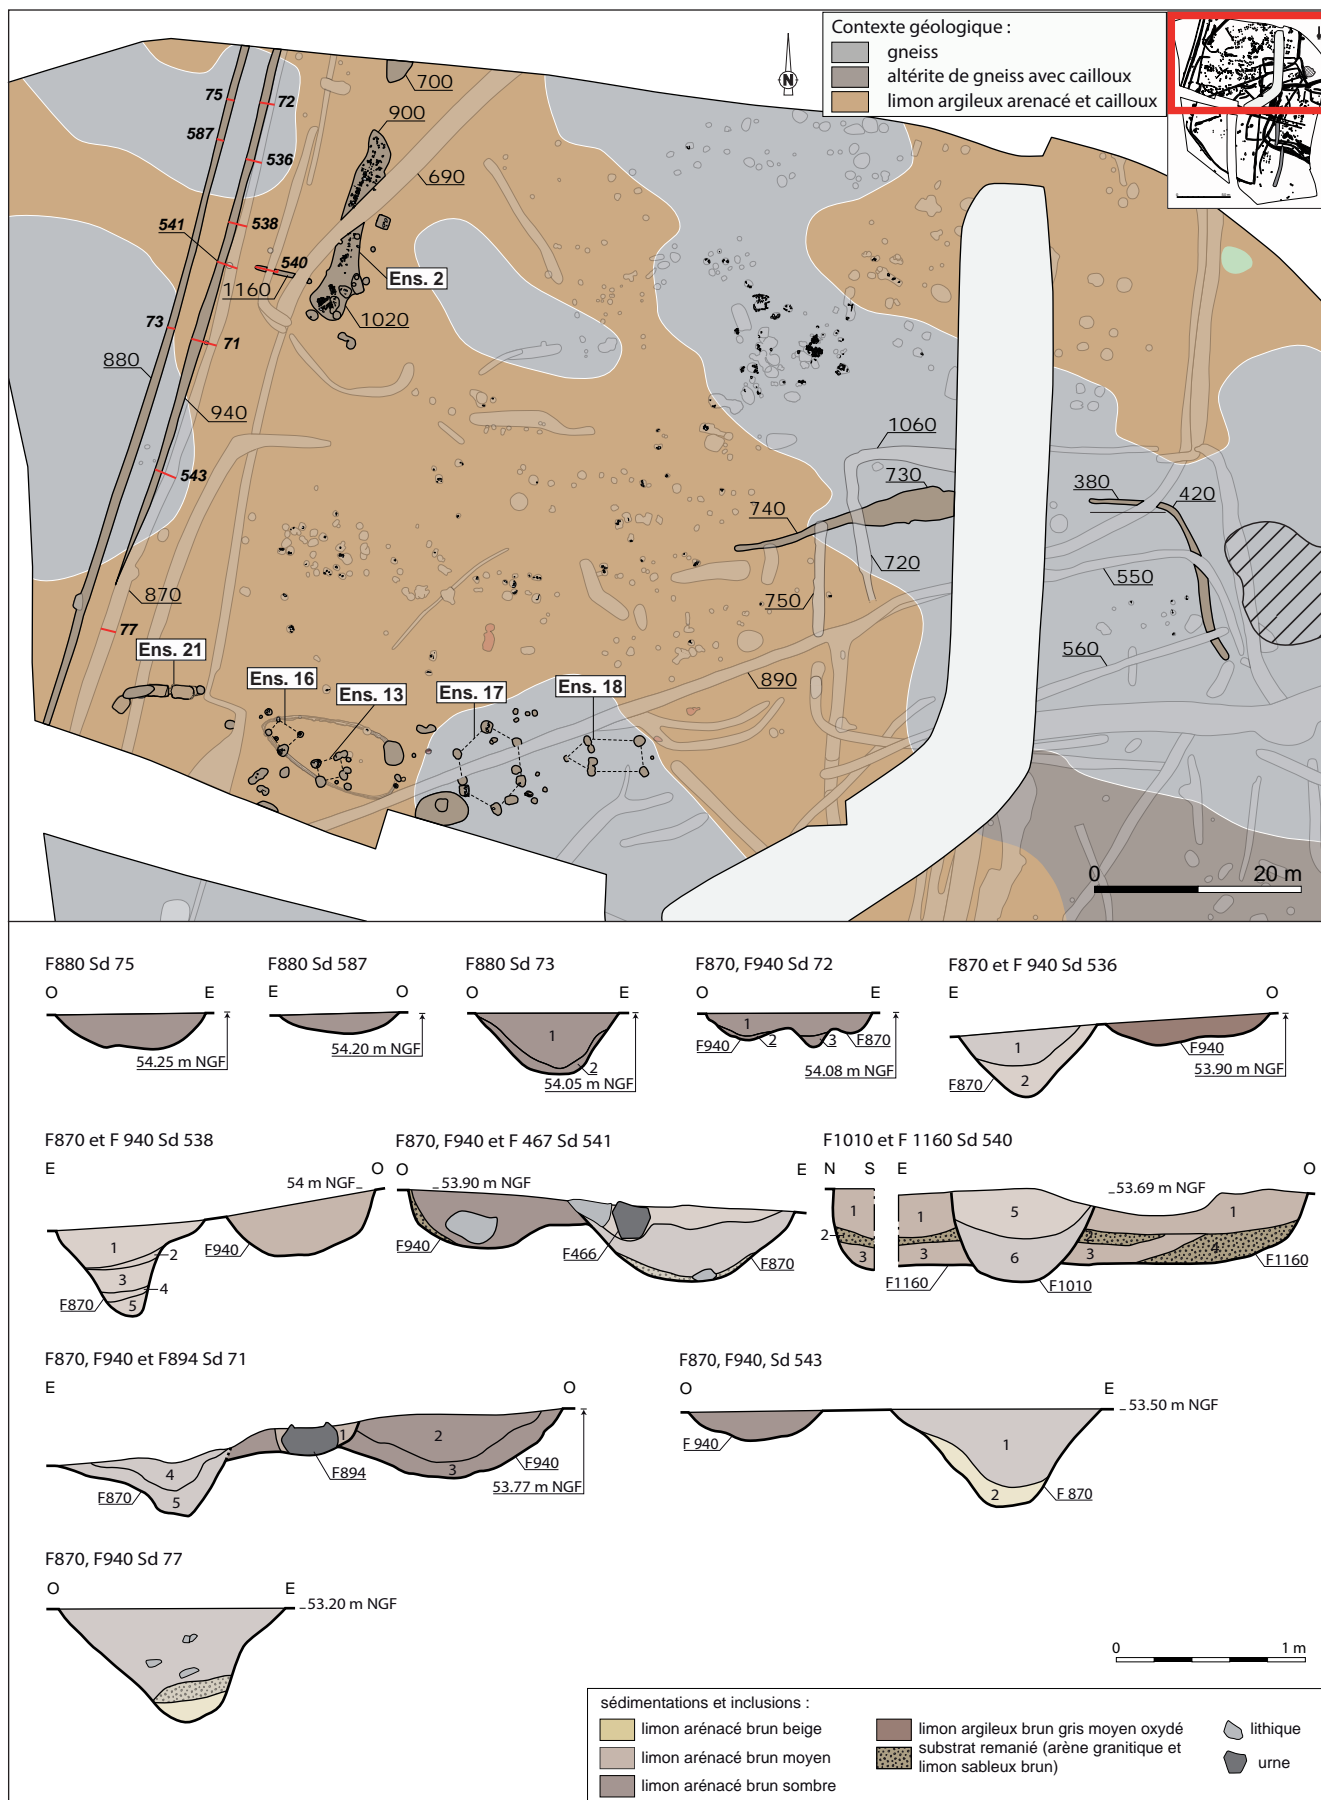 Contexte géologique :
gneiss
altérite de gneiss avec cailloux
limon argileux arenacé et cailloux
N
700
900
690
75
72
587
536
538
541
540
1160
Ens. 2
1020
73
71
880
940
543
870
77
Ens. 21
Ens. 16
Ens. 13
Ens. 17
Ens. 18
890
1060
730
740
720
750
380
420
550
560
0 20 m
F880 Sd 75
O E
54.25 m NGF
F880 Sd 587
E O
54.20 m NGF
F880 Sd 73
O E
1
2
54.05 m NGF
F870, F940 Sd 72
O E
1
F940 2 3 F870
54.08 m NGF
F870 et F 940 Sd 536
E O
1
2
F870
F940
53.90 m NGF
F870 et F 940 Sd 538
E O
54 m NGF
1
2
3
4
5
F870
F940
F870, F940 et F 467 Sd 541
O E
53.90 m NGF
F940
F466
F870
F1010 et F 1160 Sd 540
N S E O
53.69 m NGF
1 1 5 1
2 2
3 3 6 3 4
F1160 F1010 F1160
F870, F940 et F894 Sd 71
E O
1 2
4 3
5
F870
F894
F940
53.77 m NGF
F870, F940, Sd 543
O E
53.50 m NGF
F 940
1
2
F 870
F870, F940 Sd 77
O E
53.20 m NGF
0 1 m
sédimentations et inclusions :
limon arénacé brun beige
limon arénacé brun moyen
limon arénacé brun sombre
limon argileux brun gris moyen oxydé
substrat remanié (arène granitique et
limon sableux brun)
lithique
urne